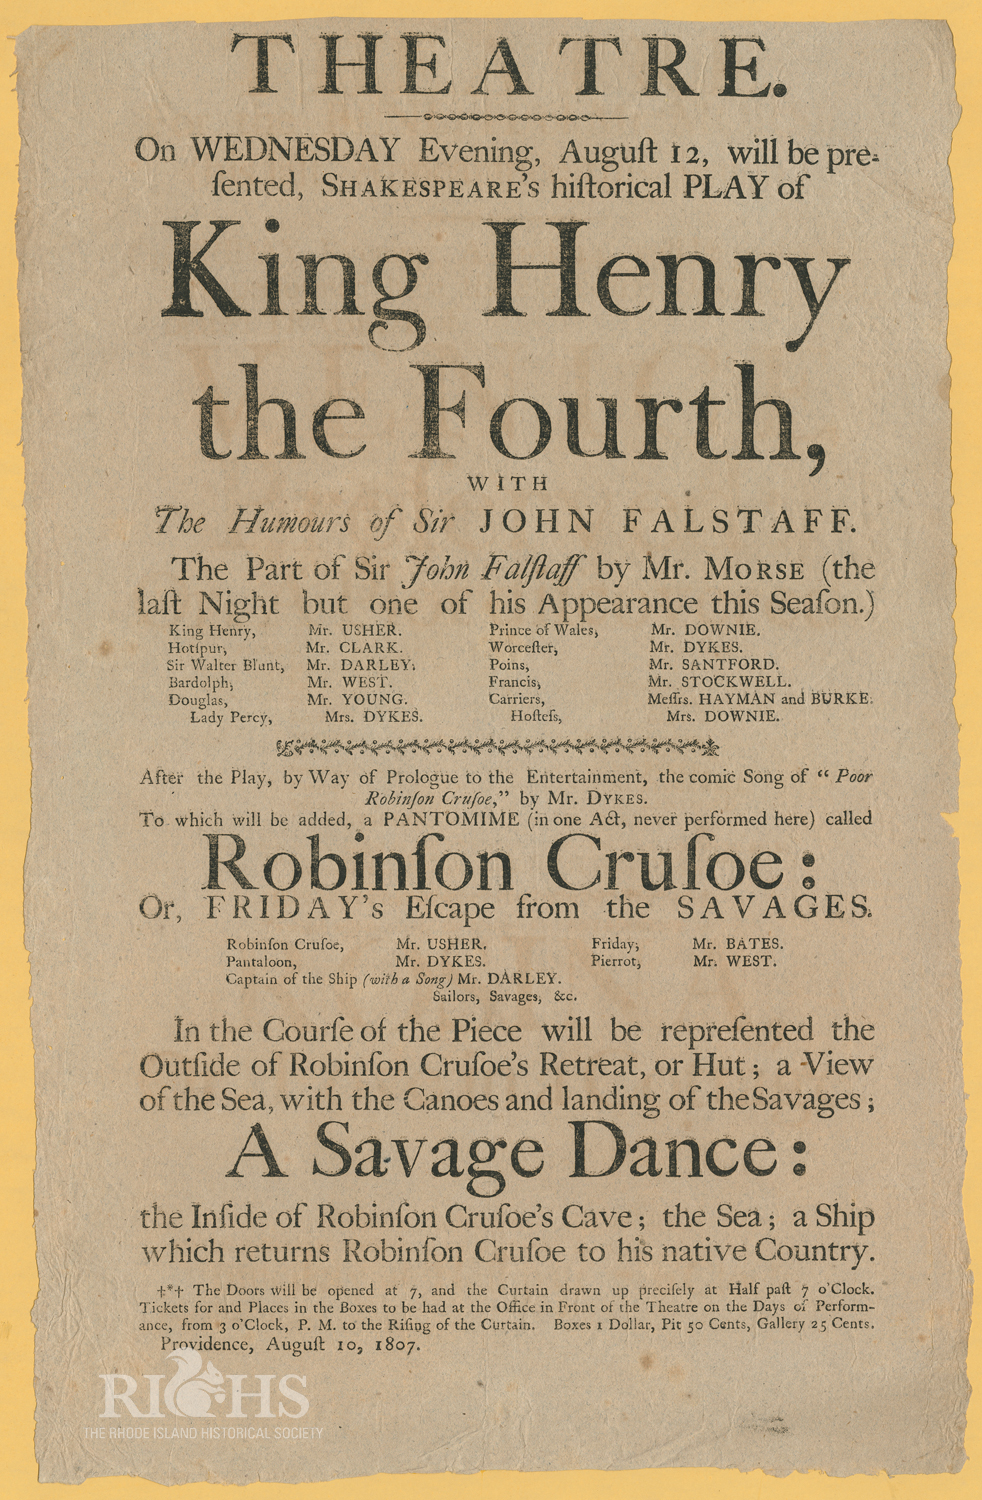 THEATRE.
On WEDNESDAY Evening, Auguſt 12, will be pre-
ſented, SHAKESPEARE's hiſtorical PLAY of
King Henry
the Fourth,
WITH
The Humours of Sir JOHN FALSTAFF.
The Part of Sir John Falſtaff by Mr. MORSE (the
laſt Night but one of his Appearance this Seaſon.)
King Henry, Mr. USHER. Prince of Wales, Mr. DOWNIE.
Hotſpur, Mr. CLARK. Worceſter, Mr. DYKES.
Sir Walter Blunt, Mr. DARLEY. Poins, Mr. SANTFORD.
Bardolph, Mr. WEST. Francis, Mr. STOCKWELL.
Douglas, Mr. YOUNG. Carriers, Meſſrs. HAYMAN and BURKE.
Lady Percy, Mrs. DYKES. Hoſteſs, Mrs. DOWNIE.
After the Play, by Way of Prologue to the Entertainment, the comic Song of “ Poor
Robinſon Cruſoe,” by Mr. DYKES.
To which will be added, a PANTOMIME (in one Act, never performed here) called
Robinſon Cruſoe:
Or, FRIDAY's Eſcape from the SAVAGES.
Robinſon Cruſoe, Mr. USHER. Friday, Mr. BATES.
Pantaloon, Mr. DYKES. Pierrot, Mr. WEST.
Captain of the Ship (with a Song) Mr. DARLEY.
Sailors, Savages, &c.
In the Courſe of the Piece will be repreſented the
Outſide of Robinſon Cruſoe's Retreat, or Hut; a View
of the Sea, with the Canoes and landing of the Savages;
A Savage Dance:
the Inſide of Robinſon Cruſoe's Cave; the Sea; a Ship
which returns Robinſon Cruſoe to his native Country.
†*† The Doors will be opened at 7, and the Curtain drawn up preciſely at Half paſt 7 o'Clock.
Tickets for and Places in the Boxes to be had at the Office in Front of the Theatre on the Days of Perform-
ance, from 3 o'Clock, P. M. to the Riſing of the Curtain. Boxes 1 Dollar, Pit 50 Cents, Gallery 25 Cents.
Providence, Auguſt 10, 1807.
RIHS
THE RHODE ISLAND HISTORICAL SOCIETY